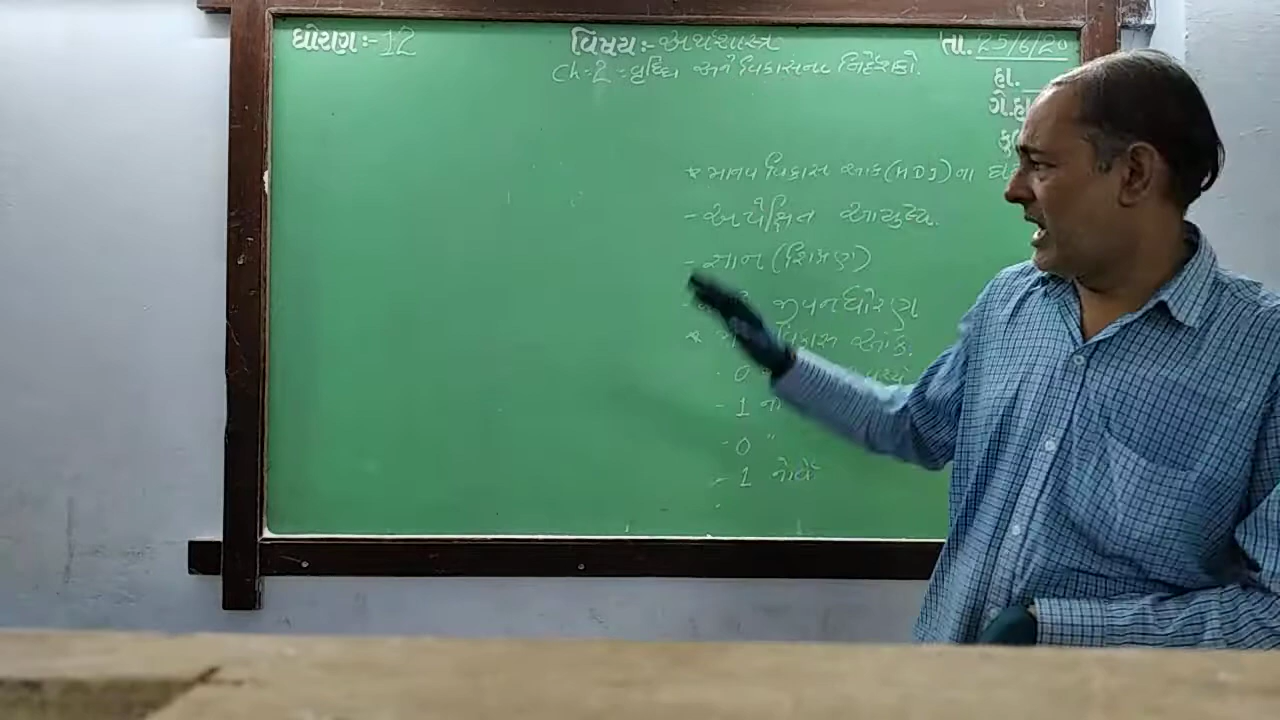 ધોરણ:- 12
વિષય:- અર્થશાસ્ત્ર
તા. 25/6/20
Ch-2 - વૃદ્ધિ અને વિકાસના નિર્દેશકો.
હા.
ગે.હા
કુ
* માનવ વિકાસ આંક (HDI) ના
- અપેક્ષિત આયુષ્ય.
- જ્ઞાન (શિક્ષણ)
જીવનધોરણ
* વિકાસ આંક.
- 0
- 1
- 0 "
- 1